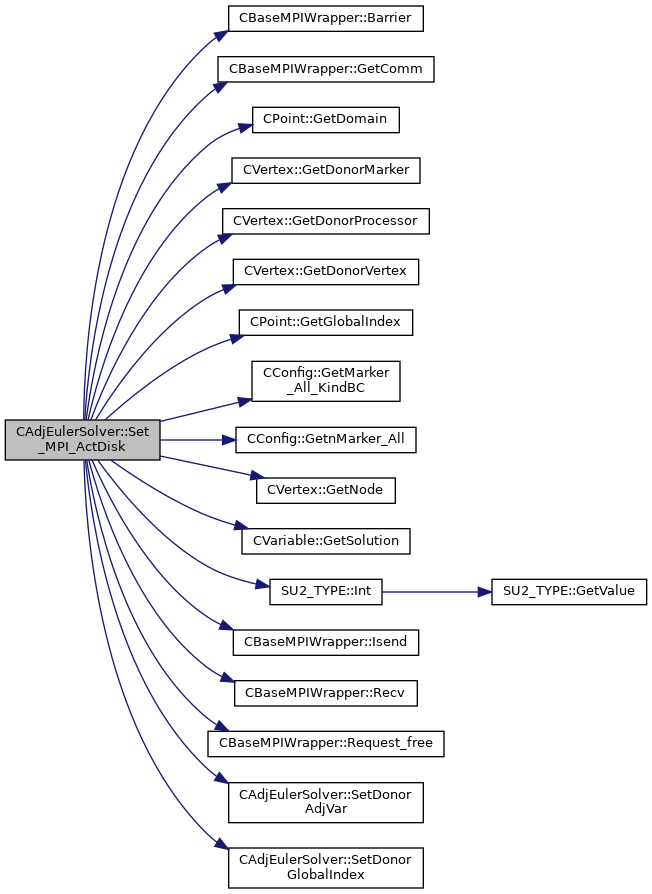 CBaseMPIWrapper::Barrier
CBaseMPIWrapper::GetComm
CPoint::GetDomain
CVertex::GetDonorMarker
CVertex::GetDonorProcessor
CVertex::GetDonorVertex
CPoint::GetGlobalIndex
CConfig::GetMarker
_All_KindBC
CAdjEulerSolver::Set
_MPI_ActDisk
CConfig::GetnMarker_All
CVertex::GetNode
CVariable::GetSolution
SU2_TYPE::Int
SU2_TYPE::GetValue
CBaseMPIWrapper::Isend
CBaseMPIWrapper::Recv
CBaseMPIWrapper::Request_free
CAdjEulerSolver::SetDonor
AdjVar
CAdjEulerSolver::SetDonor
GlobalIndex